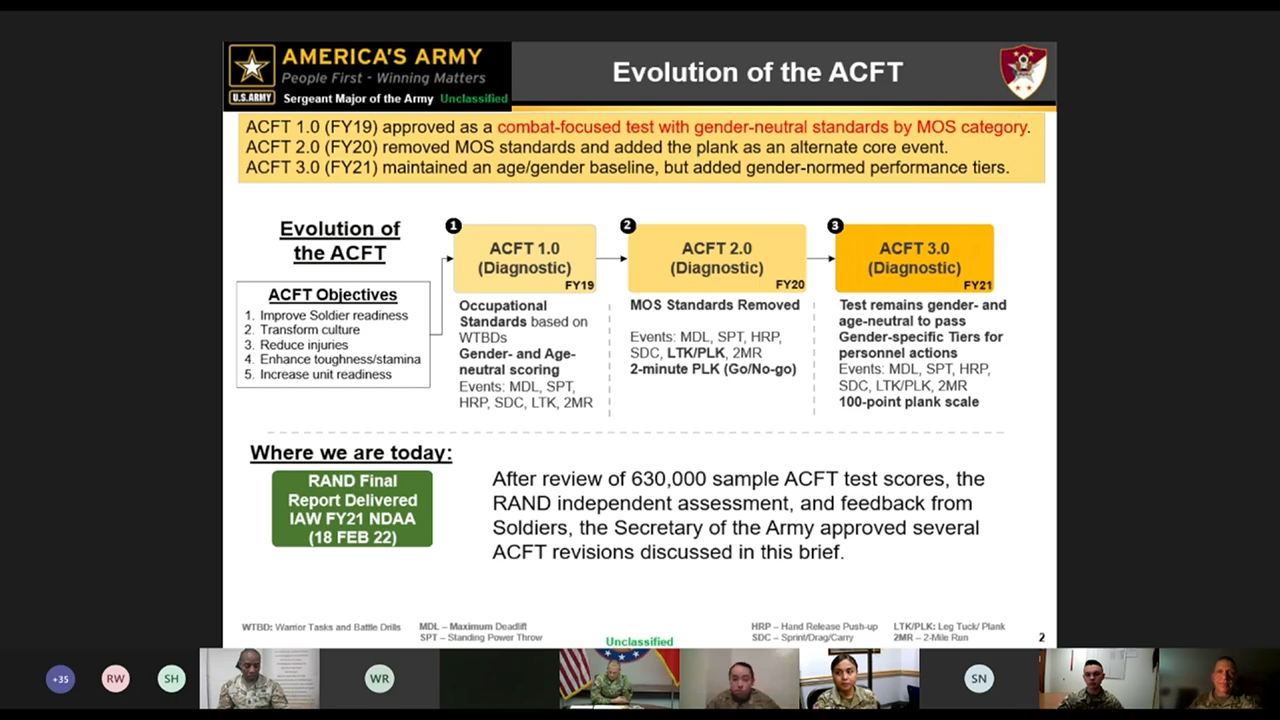 AMERICA'S ARMY
People First - Winning Matters
U.S.ARMY
Sergeant Major of the Army Unclassified
Evolution of the ACFT
ACFT 1.0 (FY19) approved as a combat-focused test with gender-neutral standards by MOS category.
ACFT 2.0 (FY20) removed MOS standards and added the plank as an alternate core event.
ACFT 3.0 (FY21) maintained an age/gender baseline, but added gender-normed performance tiers.
Evolution of
the ACFT
ACFT Objectives
1. Improve Soldier readiness
2. Transform culture
3. Reduce injuries
4. Enhance toughness/stamina
5. Increase unit readiness
1
ACFT 1.0
(Diagnostic)
FY19
Occupational
Standards based on
WTBDs
Gender- and Age-
neutral scoring
Events: MDL, SPT,
HRP, SDC, LTK, 2MR
2
ACFT 2.0
(Diagnostic)
FY20
MOS Standards Removed
Events: MDL, SPT, HRP,
SDC, LTK/PLK, 2MR
2-minute PLK (Go/No-go)
3
ACFT 3.0
(Diagnostic)
FY21
Test remains gender- and
age-neutral to pass
Gender-specific Tiers for
personnel actions
Events: MDL, SPT, HRP,
SDC, LTK/PLK, 2MR
100-point plank scale
Where we are today:
RAND Final
Report Delivered
IAW FY21 NDAA
(18 FEB 22)
After review of 630,000 sample ACFT test scores, the
RAND independent assessment, and feedback from
Soldiers, the Secretary of the Army approved several
ACFT revisions discussed in this brief.
WTBD: Warrior Tasks and Battle Drills
MDL – Maximum Deadlift
SPT – Standing Power Throw
Unclassified
HRP – Hand Release Push-up
SDC – Sprint/Drag/Carry
LTK/PLK: Leg Tuck/ Plank
2MR – 2-Mile Run
2
+35
RW
SH
WR
SN